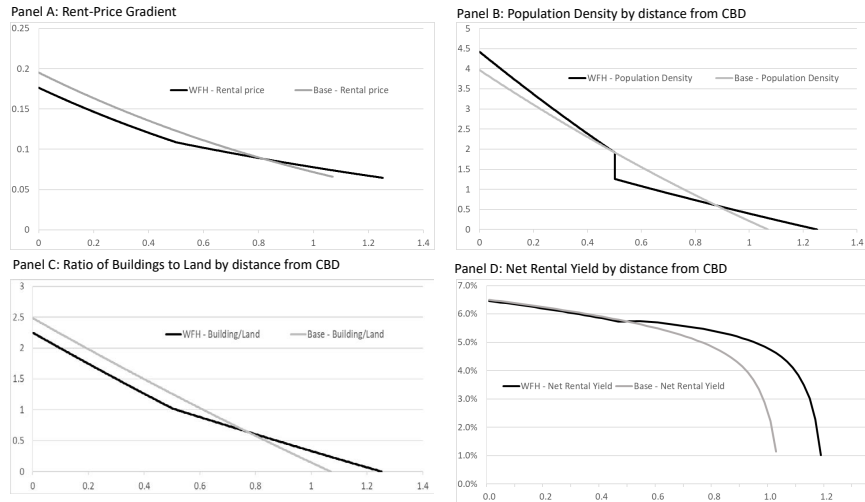 Panel A: Rent-Price Gradient
0.25
0.2
0.15
0.1
0.05
0
WFH - Rental price
Base - Rental price
0 0.2 0.4 0.6 0.8 1 1.2 1.4
Panel B: Population Density by distance from CBD
5
4.5
4
3.5
3
2.5
2
1.5
1
0.5
0
WFH - Population Density
Base - Population Density
0 0.2 0.4 0.6 0.8 1 1.2 1.4
Panel C: Ratio of Buildings to Land by distance from CBD
3
2.5
2
1.5
1
0.5
0
WFH - Building/Land
Base - Building/Land
0 0.2 0.4 0.6 0.8 1 1.2 1.4
Panel D: Net Rental Yield by distance from CBD
7.0%
6.0%
5.0%
4.0%
3.0%
2.0%
1.0%
0.0%
WFH - Net Rental Yield
Base - Net Rental Yield
0.0 0.2 0.4 0.6 0.8 1.0 1.2